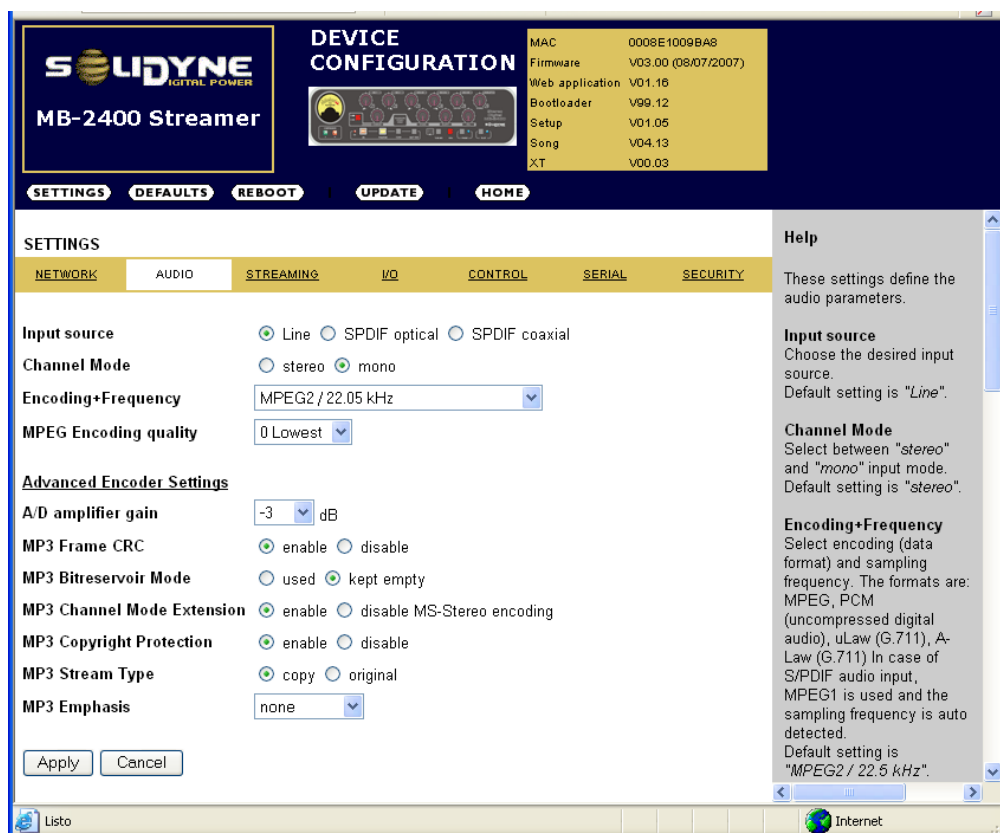 SOLIDYNE
DIGITAL POWER
MB-2400 Streamer
DEVICE
CONFIGURATION
MAC 0008E1009BA8
Firmware V03.00 (08/07/2007)
Web application V01.16
Bootloader V99.12
Setup V01.05
Song V04.13
XT V00.03
SETTINGS DEFAULTS REBOOT UPDATE HOME
SETTINGS
NETWORK AUDIO STREAMING I/O CONTROL SERIAL SECURITY
Input source Line SPDIF optical SPDIF coaxial
Channel Mode stereo mono
Encoding+Frequency MPEG2 / 22.05 kHz
MPEG Encoding quality 0 Lowest
Advanced Encoder Settings
A/D amplifier gain -3 dB
MP3 Frame CRC enable disable
MP3 Bitreservoir Mode used kept empty
MP3 Channel Mode Extension enable disable MS-Stereo encoding
MP3 Copyright Protection enable disable
MP3 Stream Type copy original
MP3 Emphasis none
Apply Cancel
Help
These settings define the
audio parameters.
Input source
Choose the desired input
source.
Default setting is "Line".
Channel Mode
Select between "stereo"
and "mono" input mode.
Default setting is "stereo".
Encoding+Frequency
Select encoding (data
format) and sampling
frequency. The formats are:
MPEG, PCM
(uncompressed digital
audio), uLaw (G.711), A-
Law (G.711) In case of
S/PDIF audio input,
MPEG1 is used and the
sampling frequency is auto
detected.
Default setting is
"MPEG2 / 22.5 kHz".
Listo Internet